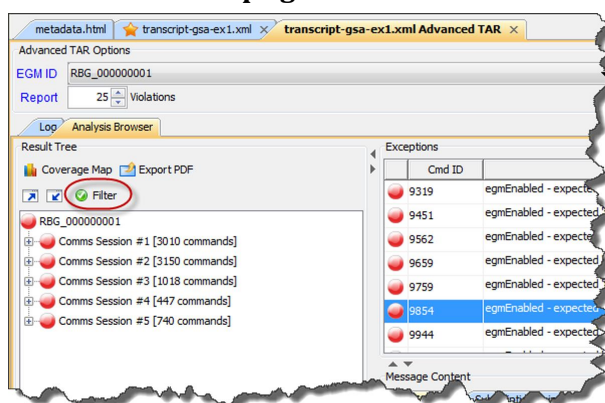 metadata.html transcript-gsa-ex1.xml transcript-gsa-ex1.xml Advanced TAR
Advanced TAR Options
EGM ID RBG_000000001
Report 25 Violations
Log Analysis Browser
Result Tree Exceptions
Coverage Map Export PDF Cmd ID
Filter
9319 egmEnabled - expected
RBG_000000001
9451 egmEnabled - expected
Comms Session #1 [3010 commands]
9562 egmEnabled - expected
Comms Session #2 [3150 commands]
9659 egmEnabled - expected
Comms Session #3 [1018 commands]
9759 egmEnabled - expected
Comms Session #4 [447 commands]
9854 egmEnabled - expected
Comms Session #5 [740 commands]
9944 egmEnabled - expected
Message Content